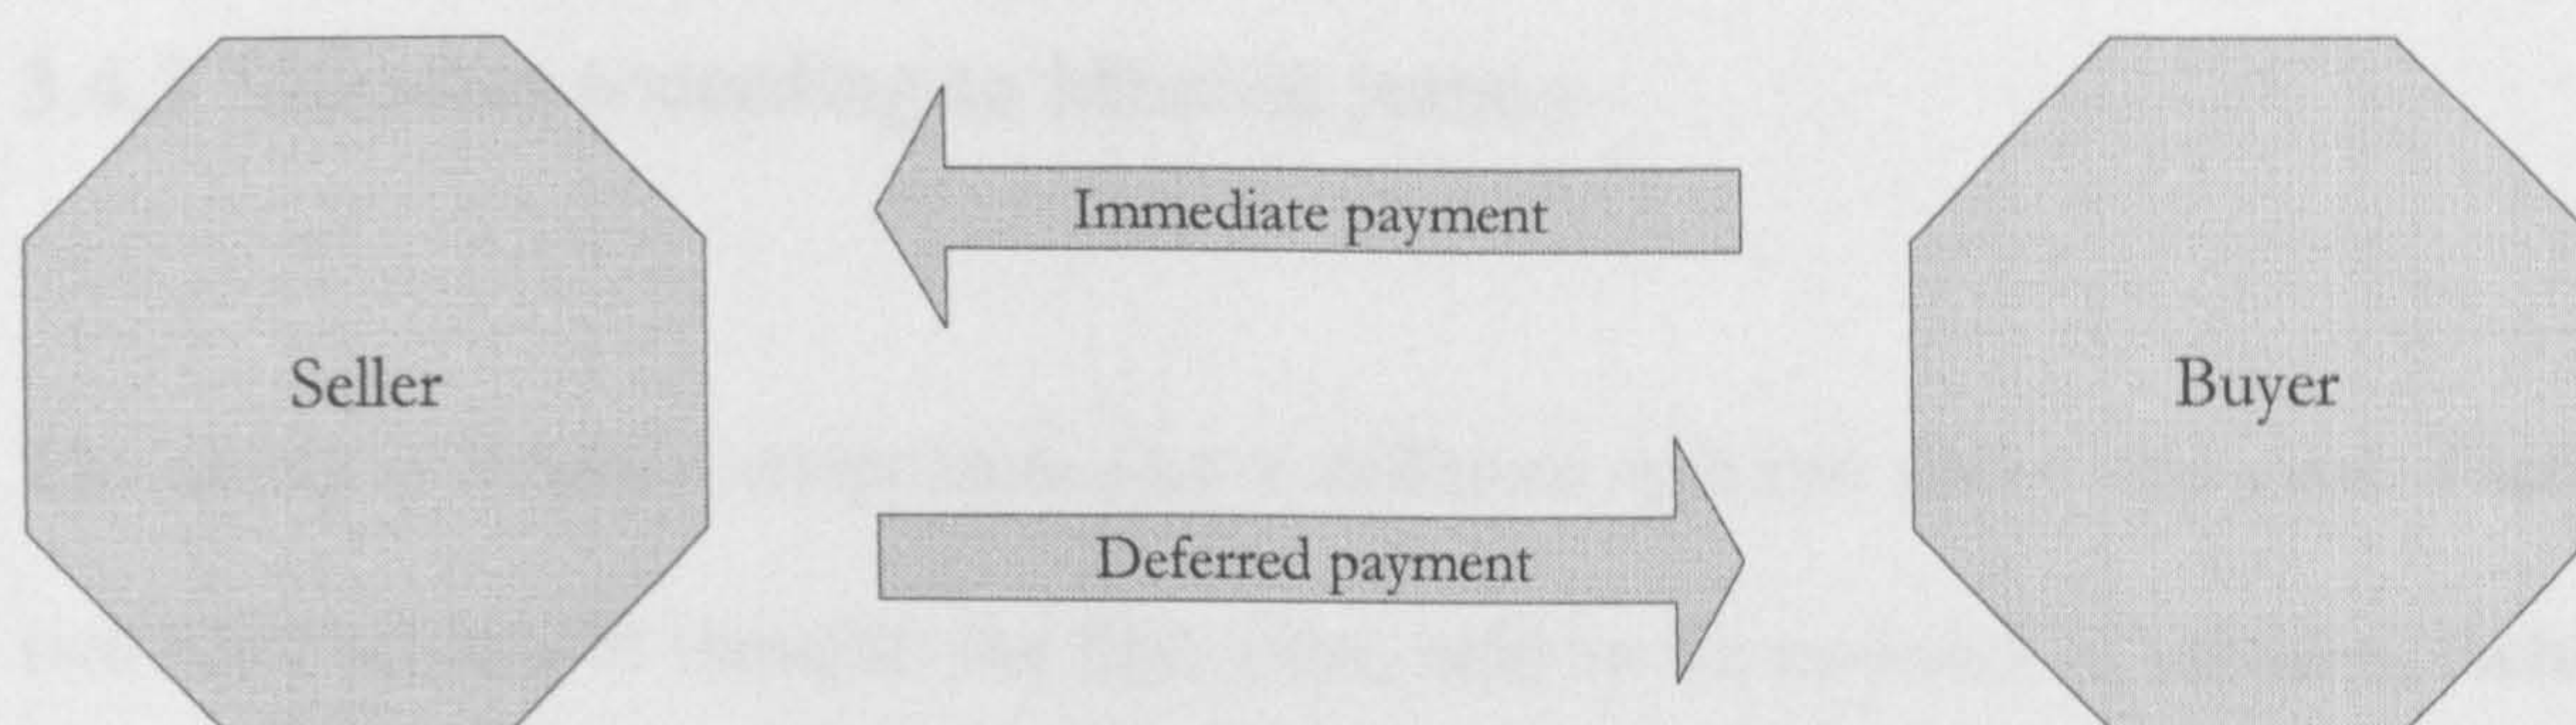 Immediate payment
Seller
Buyer
Deferred payment